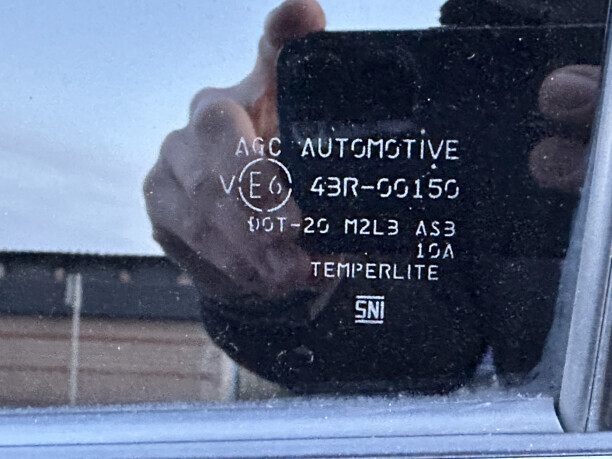 AGC AUTOMOTIVE
V E6 43R-00150
DOT-20 M2L3 AS3
10A
TEMPERLITE
SNI